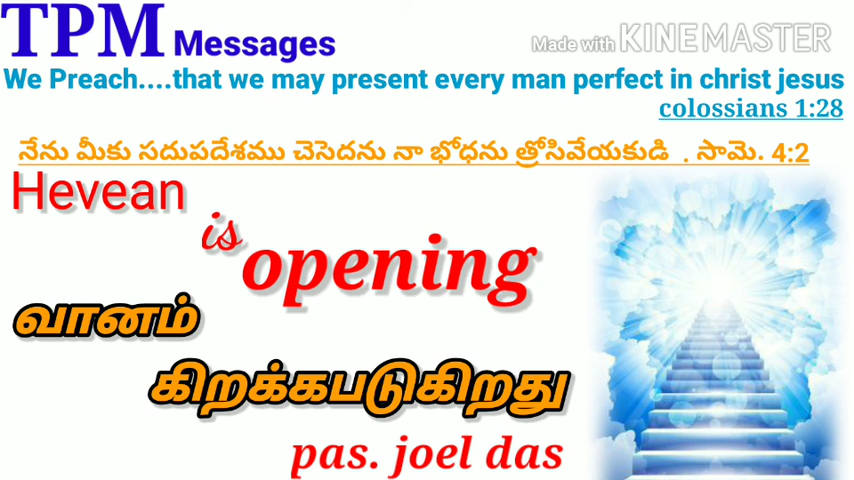 TPM Messages
Made with KINEMASTER
We Preach....that we may present every man perfect in christ jesus
colossians 1:28
నేను మీకు సదుపదేశము చెసెదను నా భోధను త్రోసివేయకుడి . సామె. 4:2
Hevean
is
opening
வானம்
கிறக்கபடுகிறது
pas. joel das